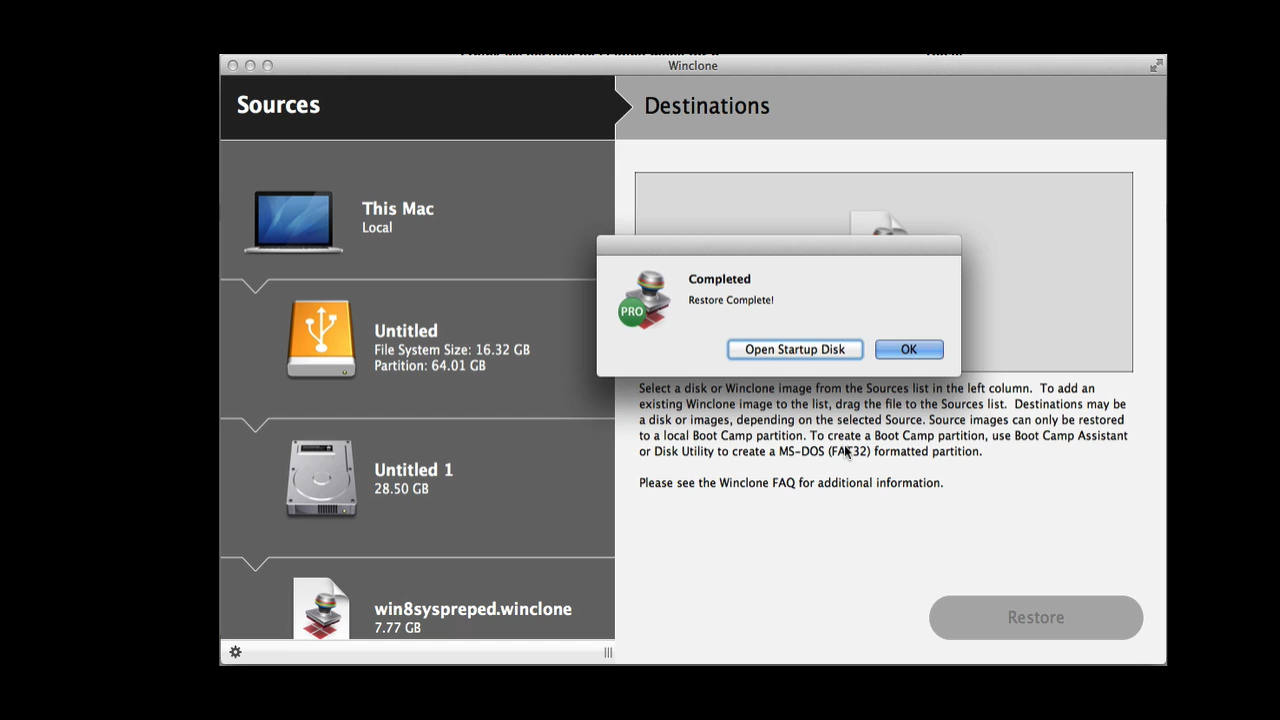 Winclone
Sources
Destinations
This Mac
Local
Untitled
File System Size: 16.32 GB
Partition: 64.01 GB
Untitled 1
28.50 GB
win8syspreped.winclone
7.77 GB
Completed
PRO
Restore Complete!
Open Startup Disk
OK
Select a disk or Winclone image from the Sources list in the left column. To add an
existing Winclone image to the list, drag the file to the Sources list. Destinations may be
a disk or images, depending on the selected Source. Source images can only be restored
to a local Boot Camp partition. To create a Boot Camp partition, use Boot Camp Assistant
or Disk Utility to create a MS-DOS (FAT32) formatted partition.
Please see the Winclone FAQ for additional information.
Restore